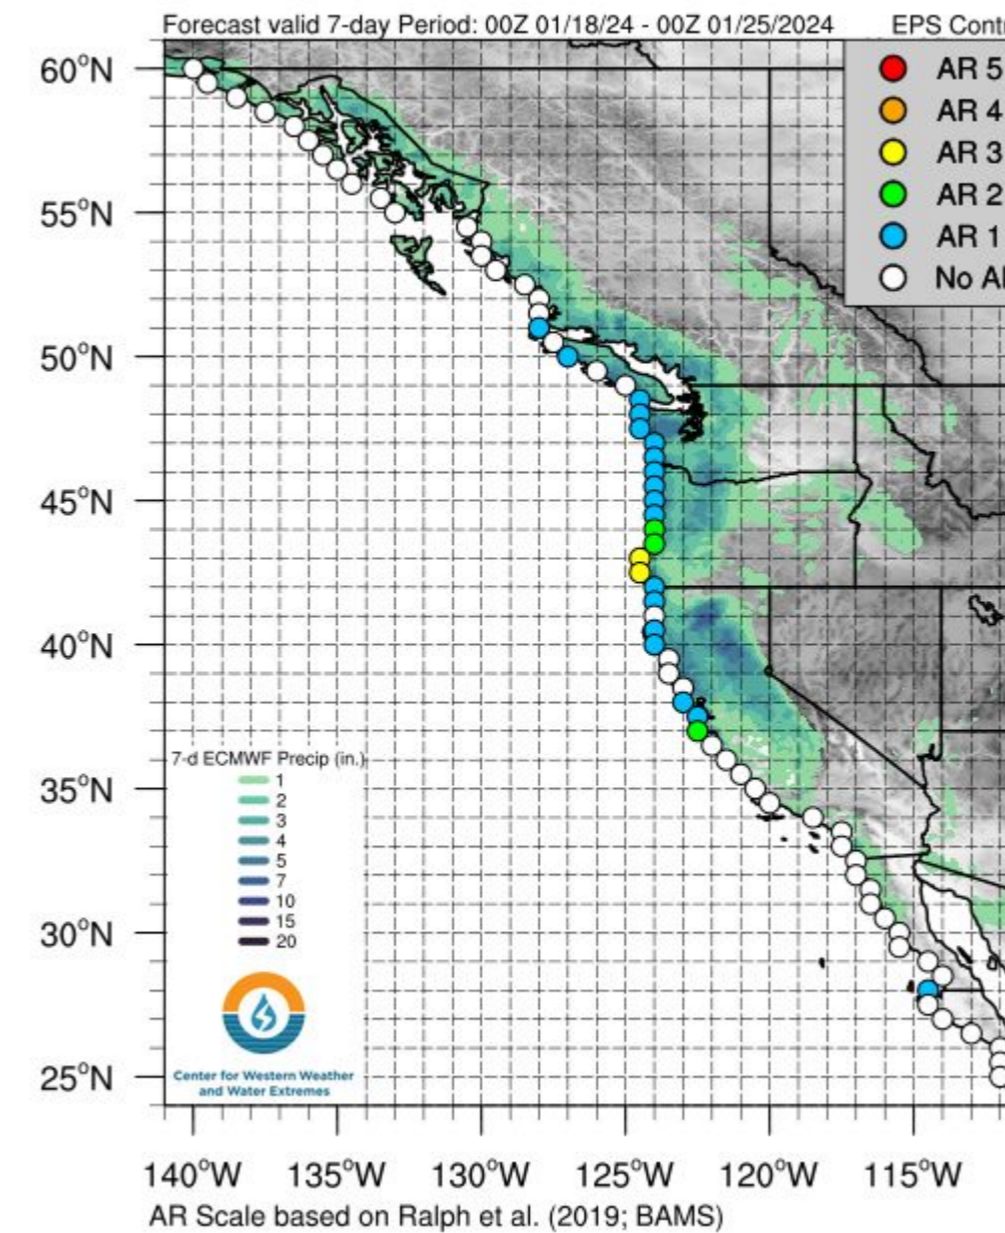 Forecast valid 7-day Period: 00Z 01/18/24 - 00Z 01/25/2024 EPS Contr
AR 5
AR 4
AR 3
AR 2
AR 1
No AR
60°N
55°N
50°N
45°N
40°N
35°N
30°N
25°N
7-d ECMWF Precip (in.)
1
2
3
4
5
7
10
15
20
Center for Western Weather
and Water Extremes
140°W 135°W 130°W 125°W 120°W 115°W
AR Scale based on Ralph et al. (2019; BAMS)